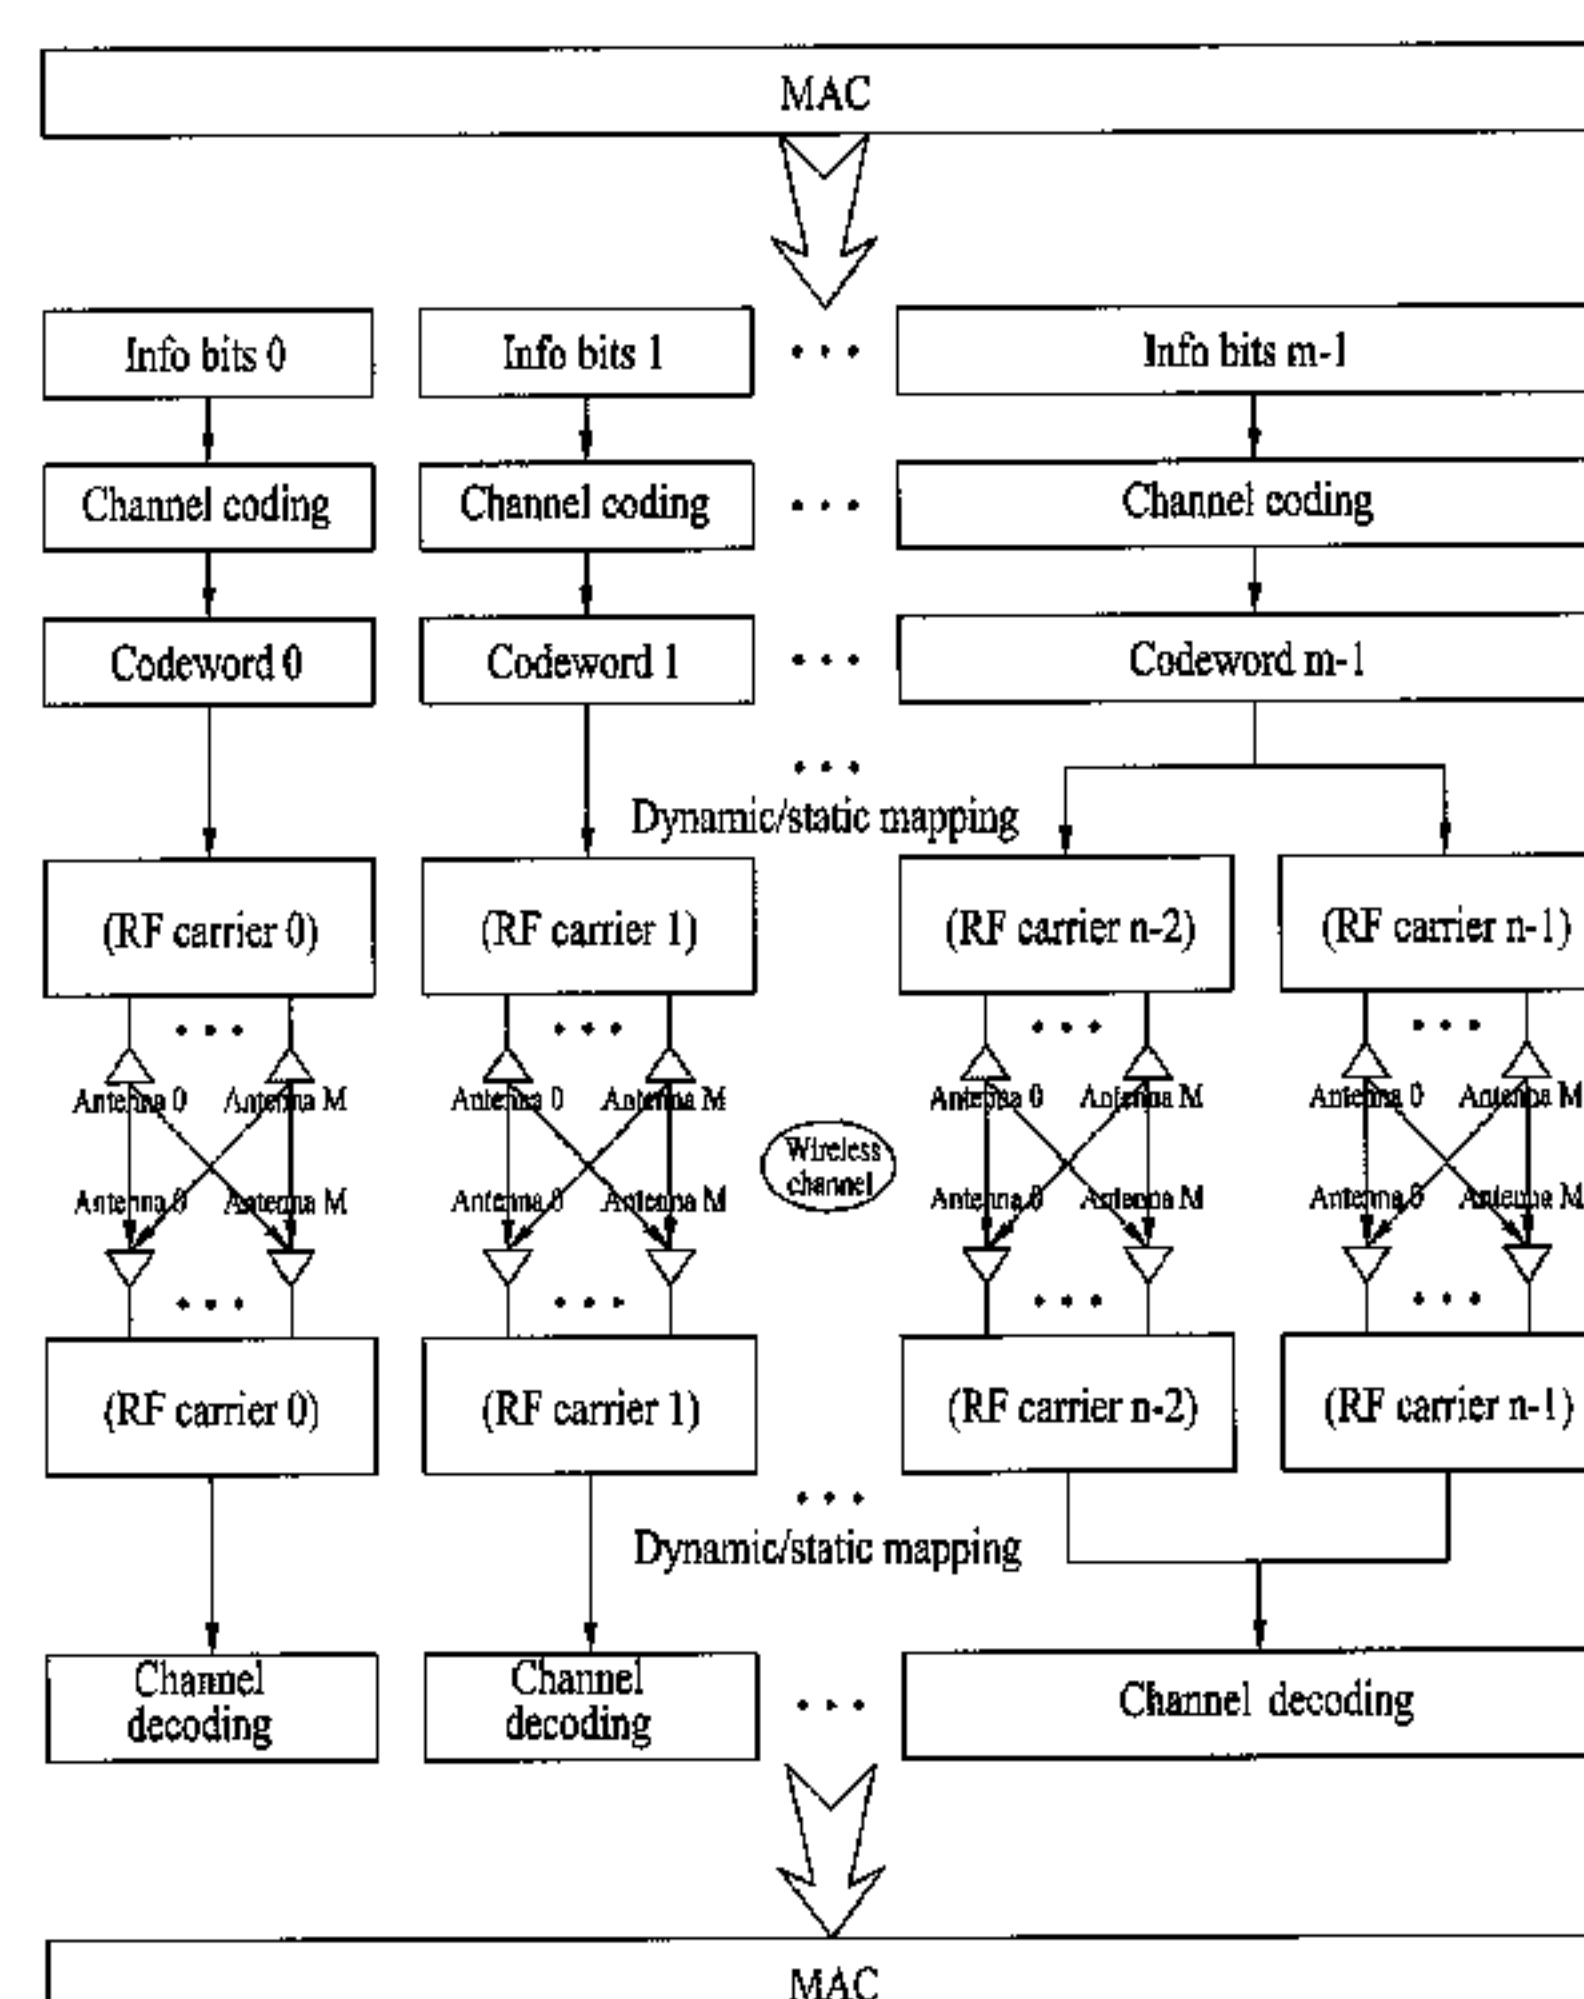 MAC
Info bits 0
Info bits 1
• • •
Info bits m-1
Channel coding
Channel coding
• • •
Channel coding
Codeword 0
Codeword 1
• • •
Codeword m-1
• • •
Dynamic/static mapping
(RF carrier 0)
(RF carrier 1)
(RF carrier n-2)
(RF carrier n-1)
• • •
• • •
• • •
• • •
Antenna 0
Antenna M
Antenna 0
Antenna M
Antenna 0
Antenna M
Antenna 0
Antenna M
Wireless
channel
Antenna 0
Antenna M
Antenna 0
Antenna M
Antenna 0
Antenna M
Antenna 0
Antenna M
• • •
• • •
• • •
• • •
(RF carrier 0)
(RF carrier 1)
(RF carrier n-2)
(RF carrier n-1)
• • •
Dynamic/static mapping
Channel
decoding
Channel
decoding
• • •
Channel decoding
MAC